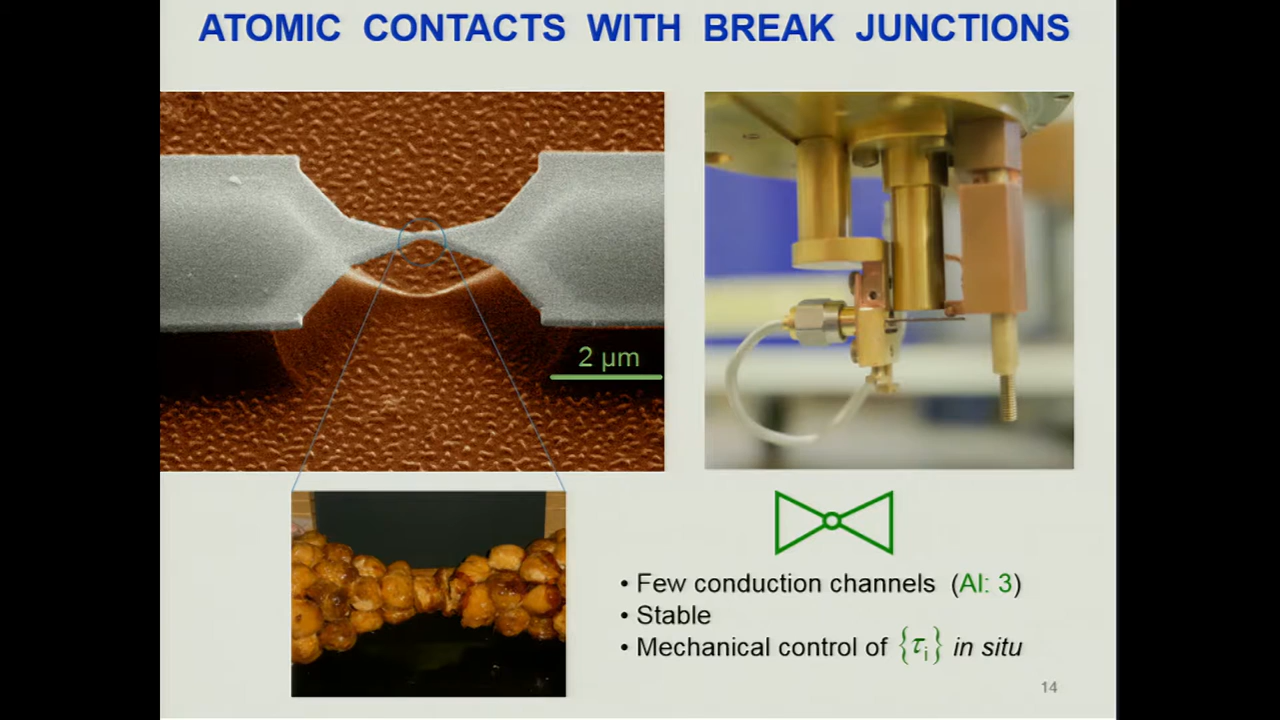 ATOMIC CONTACTS WITH BREAK JUNCTIONS
2 µm
• Few conduction channels (Al: 3)
• Stable
• Mechanical control of {τi} in situ
14